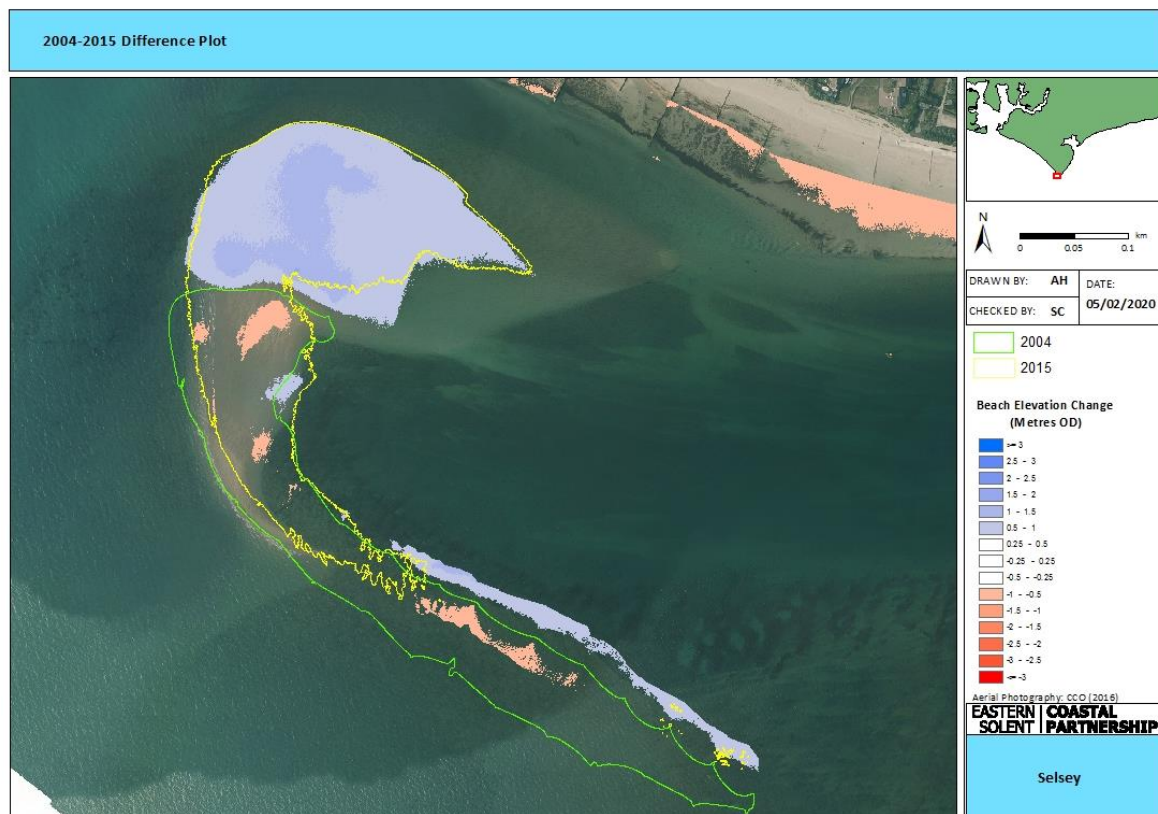 2004-2015 Difference Plot
N
km
0 0.05 0.1
DRAWN BY: AH
DATE:
05/02/2020
CHECKED BY: SC
2004
2015
Beach Elevation Change
(Metres OD)
>= 3
2.5 - 3
2 - 2.5
1.5 - 2
1 - 1.5
0.5 - 1
0.25 - 0.5
-0.25 - 0.25
-0.5 - -0.25
-1 - -0.5
-1.5 - -1
-2 - -1.5
-2.5 - -2
-3 - -2.5
<= -3
Aerial Photography: CCO (2016)
EASTERN SOLENT | COASTAL PARTNERSHIP
Selsey